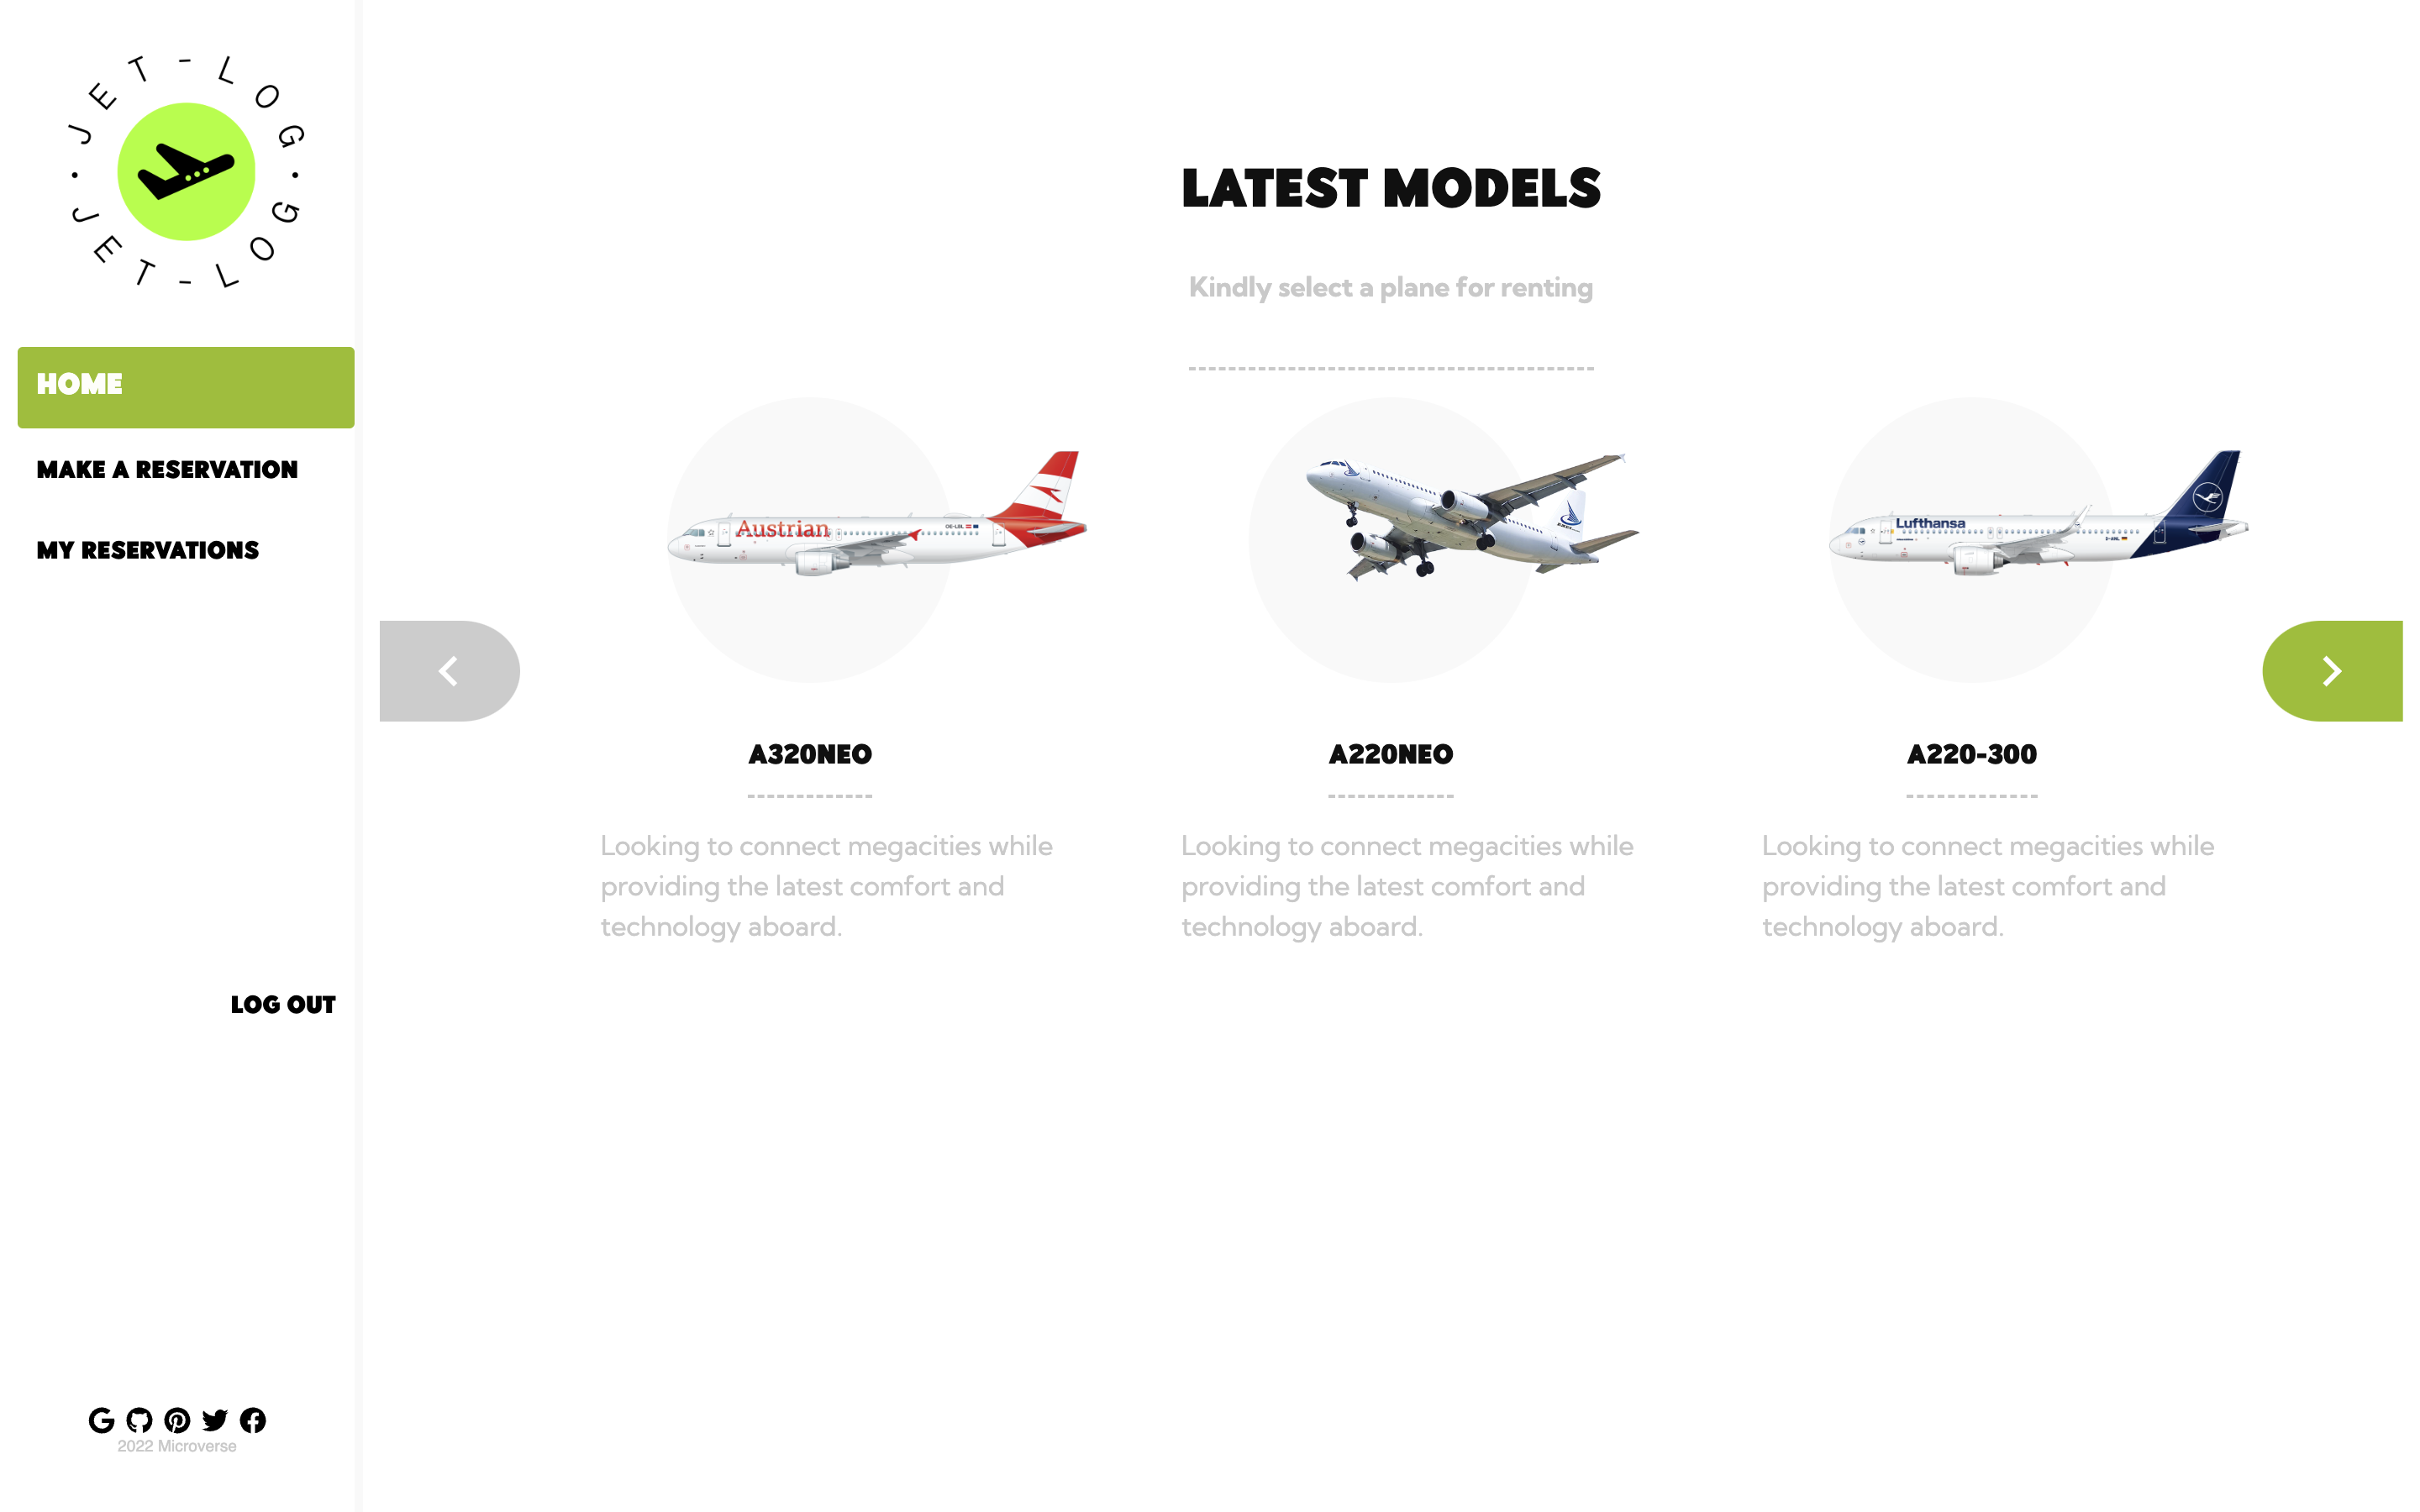 JET-LOG · JET-LOG ·
HOME
MAKE A RESERVATION
MY RESERVATIONS
LOG OUT
2022 Microverse
LATEST MODELS
Kindly select a plane for renting
Austrian
OE-LBL
Lufthansa
D-AINL
A320NEO
Looking to connect megacities while
providing the latest comfort and
technology aboard.
A220NEO
Looking to connect megacities while
providing the latest comfort and
technology aboard.
A220-300
Looking to connect megacities while
providing the latest comfort and
technology aboard.